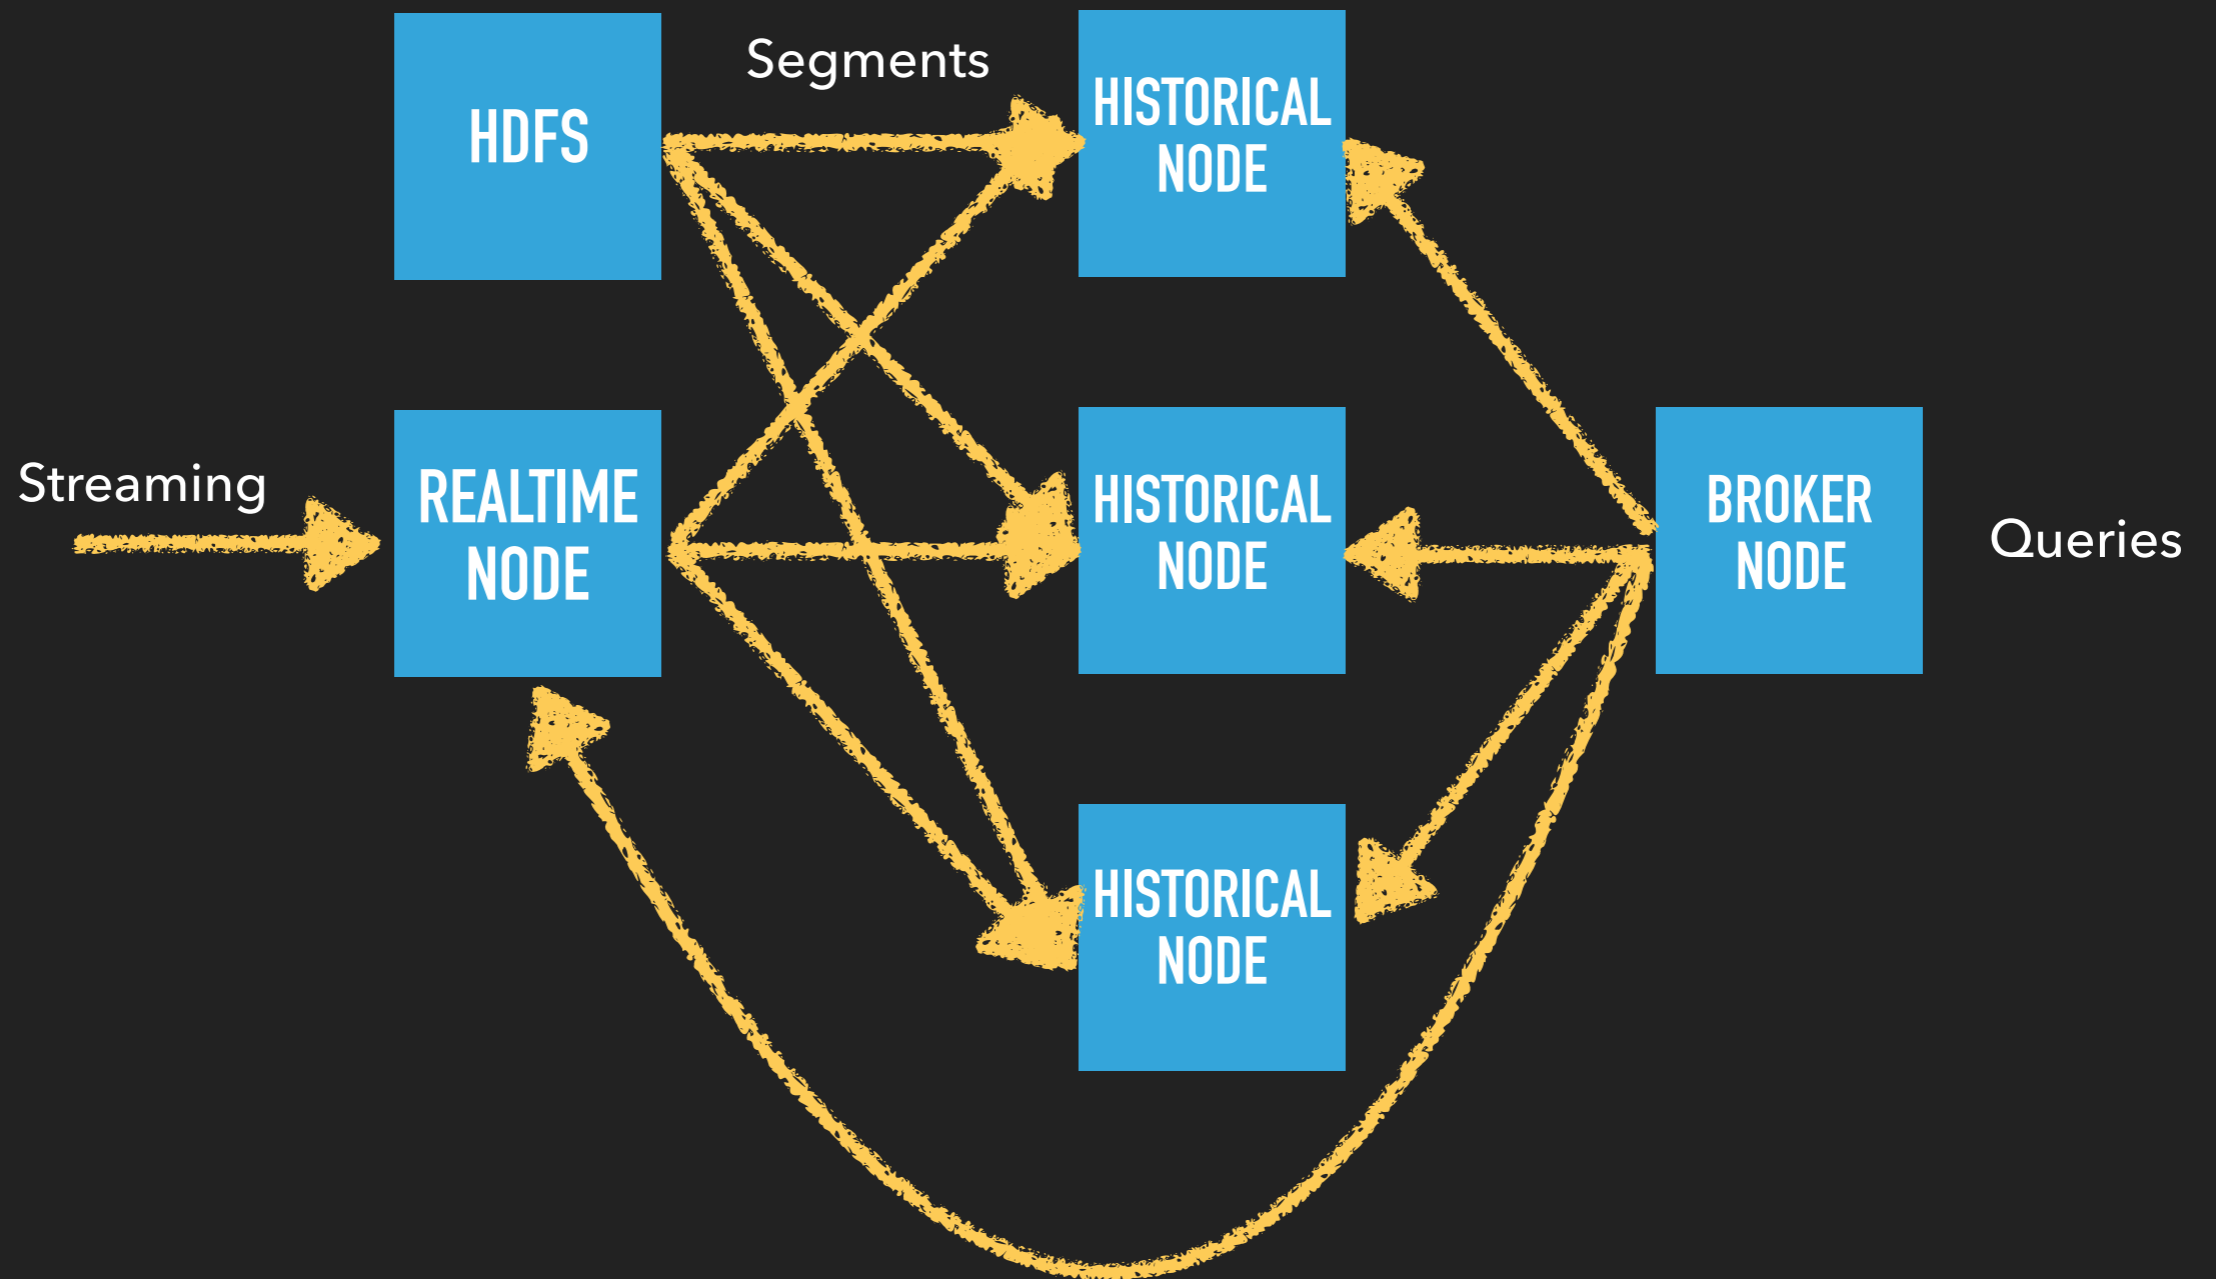 Segments
HDFS
HISTORICAL
NODE
Streaming
REALTIME
NODE
HISTORICAL
NODE
BROKER
NODE
Queries
HISTORICAL
NODE